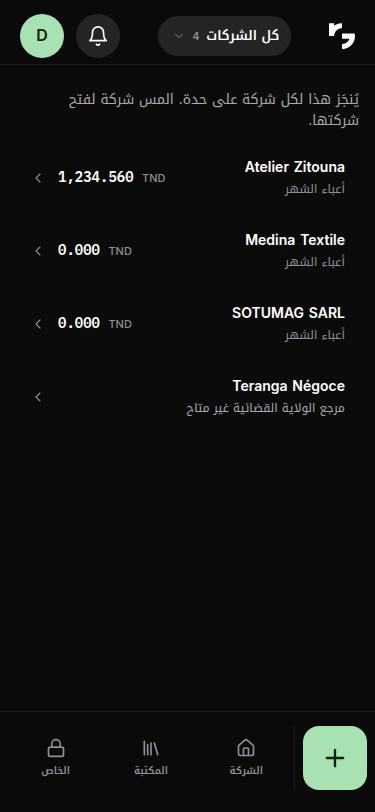 كل الشركات 4
D
يُنجَز هذا لكل شركة على حدة. المس شركة لفتح
شركتها.
Atelier Zitouna
أعباء الشهر
1,234.560 TND
Medina Textile
أعباء الشهر
0.000 TND
SOTUMAG SARL
أعباء الشهر
0.000 TND
Teranga Négoce
مرجع الولاية القضائية غير متاح
الشركة
المكتبة
الخاص